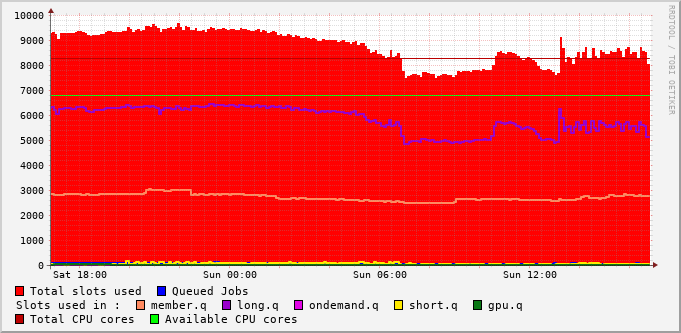 10000
9000
8000
7000
6000
5000
4000
3000
2000
1000
0
Sat 18:00 Sun 00:00 Sun 06:00 Sun 12:00
RRDTOOL / TOBI OETIKER
Total slots used Queued Jobs
Slots used in : member.q long.q ondemand.q short.q gpu.q
Total CPU cores Available CPU cores